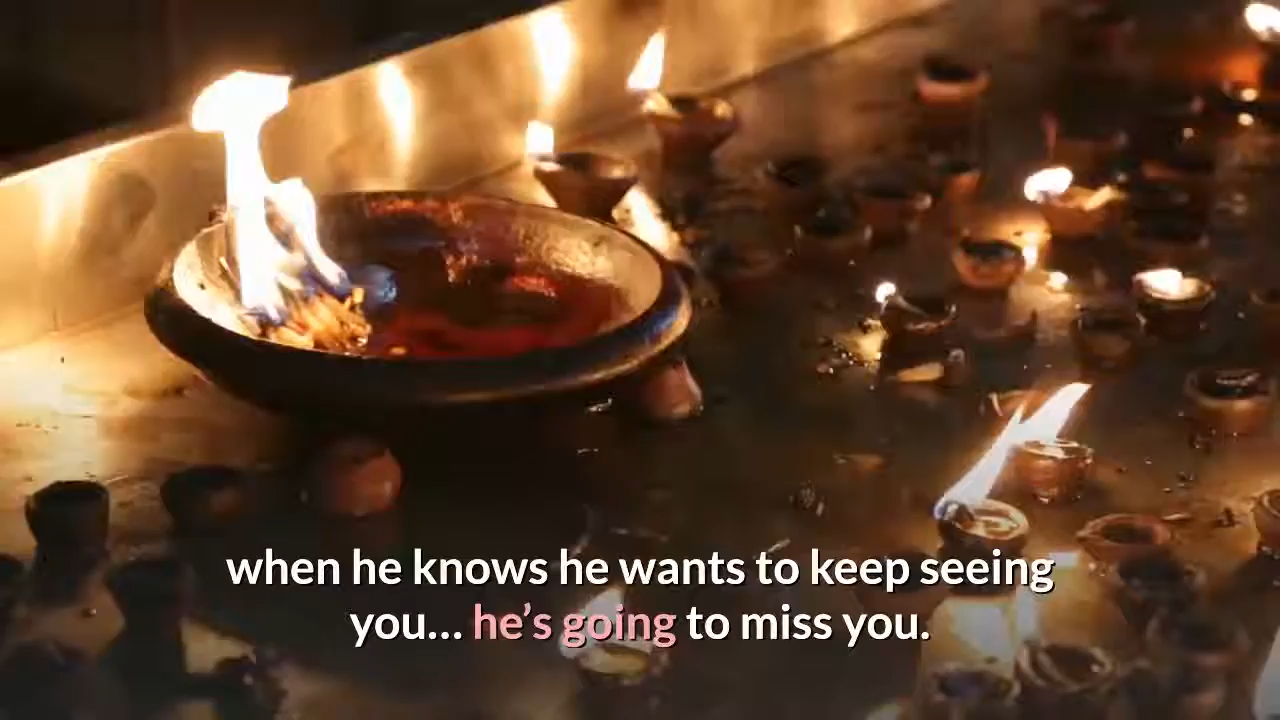 when he knows he wants to keep seeing
you... he's going to miss you.